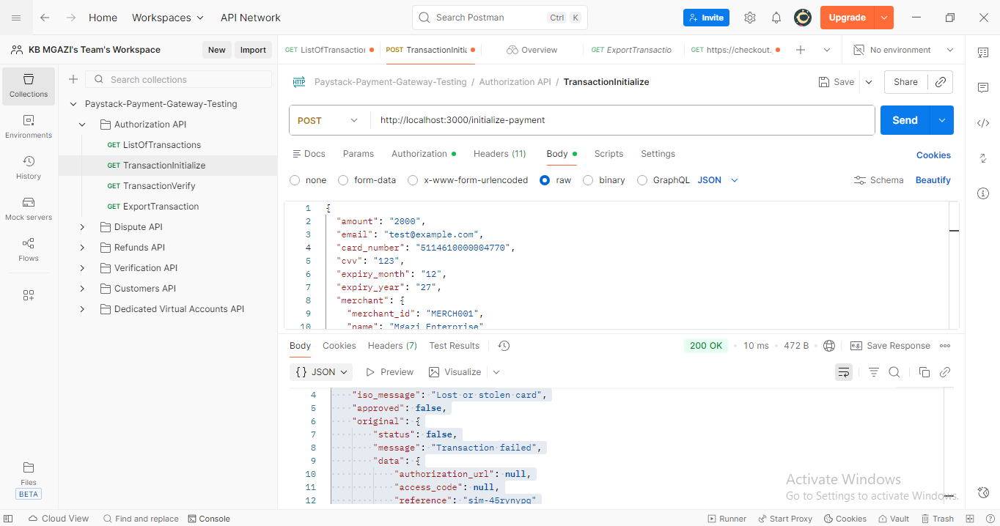 Home Workspaces API Network Search Postman Ctrl K Invite Upgrade
KB MGAZI's Team's Workspace New Import GET ListOfTransaction POST TransactionInitia Overview GET ExportTransactio GET https://checkout. No environment
Search collections
Collections
Environments
History
Mock servers
Flows
Files
BETA
Paystack-Payment-Gateway-Testing
Authorization API
GET ListOfTransactions
GET TransactionInitialize
GET TransactionVerify
GET ExportTransaction
Dispute API
Refunds API
Verification API
Customers API
Dedicated Virtual Accounts API
HTTP Paystack-Payment-Gateway-Testing / Authorization API / TransactionInitialize Save Share
POST http://localhost:3000/initialize-payment Send
Docs Params Authorization Headers (11) Body Scripts Settings Cookies
none form-data x-www-form-urlencoded raw binary GraphQL JSON Schema Beautify
1 {
2 "amount": "2000",
3 "email": "test@example.com",
4 "card_number": "5114610000004770",
5 "cvv": "123",
6 "expiry_month": "12",
7 "expiry_year": "27",
8 "merchant": {
9 "merchant_id": "MERCH001",
10 "name": "Mgazi Enterprise"
Body Cookies Headers (7) Test Results 200 OK 10 ms 472 B e.g. Save Response
{} JSON Preview Visualize
4 "iso_message": "Lost or stolen card",
5 "approved": false,
6 "original": {
7 "status": false,
8 "message": "Transaction failed",
9 "data": {
10 "authorization_url": null,
11 "access_code": null,
12 "reference": "sim-45rynypq"
Activate Windows
Go to Settings to activate Windows.
Cloud View Find and replace Console Runner Start Proxy Cookies Vault Trash